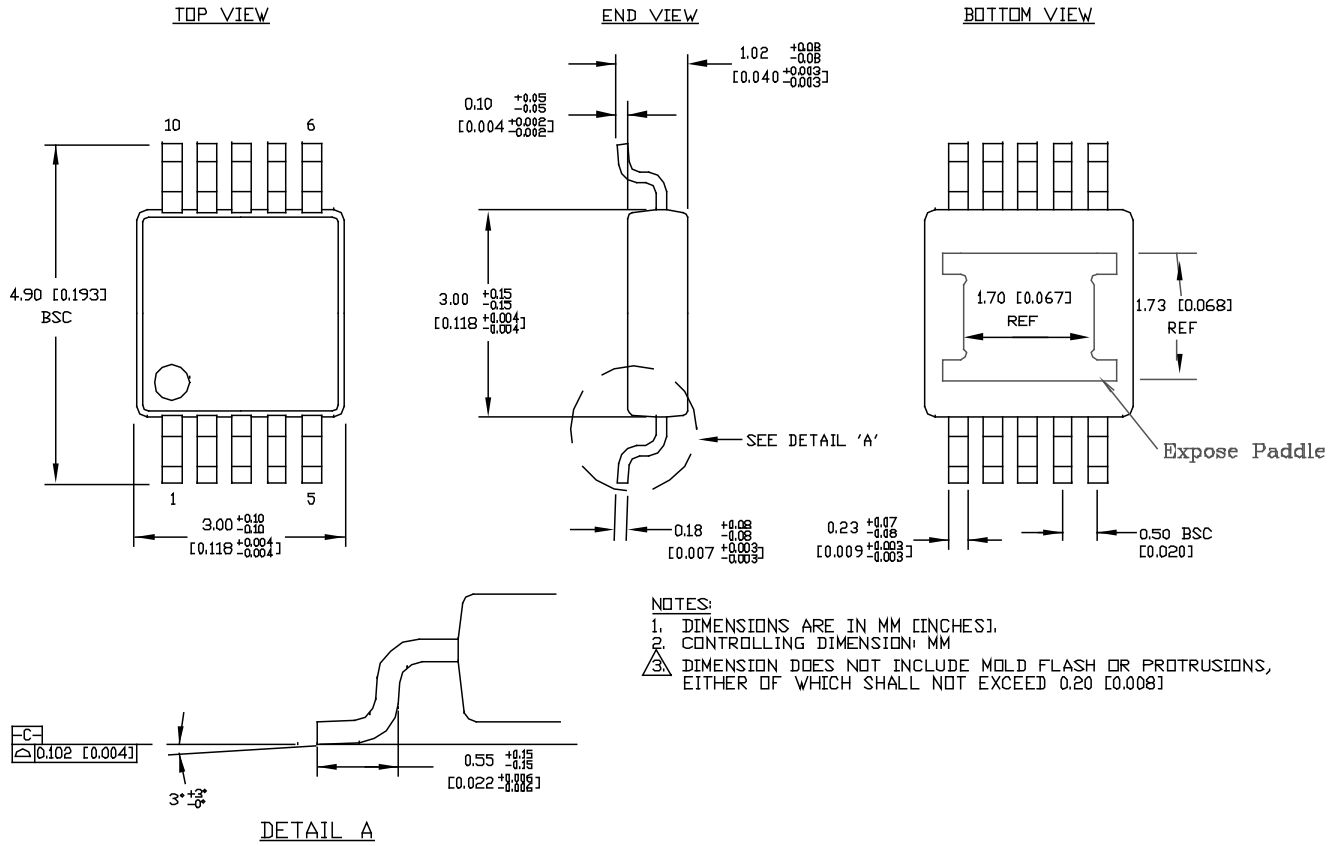 TOP VIEW
END VIEW
BOTTOM VIEW
1.02 +0.08 -0.08
[0.040 +0.003 -0.003]
0.10 +0.05 -0.05
[0.004 +0.002 -0.002]
10
6
4.90 [0.193]
BSC
3.00 +0.15 -0.15
[0.118 +0.004 -0.004]
1.70 [0.067]
REF
1.73 [0.068]
REF
SEE DETAIL 'A'
Expose Paddle
1
5
3.00 +0.10 -0.10
[0.118 +0.004 -0.004]
0.18 +0.08 -0.08
[0.007 +0.003 -0.003]
0.23 +0.07 -0.08
[0.009 +0.003 -0.003]
0.50 BSC
[0.020]
NOTES:
1. DIMENSIONS ARE IN MM [INCHES].
2. CONTROLLING DIMENSION: MM
3. DIMENSION DOES NOT INCLUDE MOLD FLASH OR PROTRUSIONS,
EITHER OF WHICH SHALL NOT EXCEED 0.20 [0.008]
-C-
⌓ 0.102 [0.004]
3° +3° -0°
0.55 +0.15 -0.15
[0.022 +0.006 -0.006]
DETAIL A